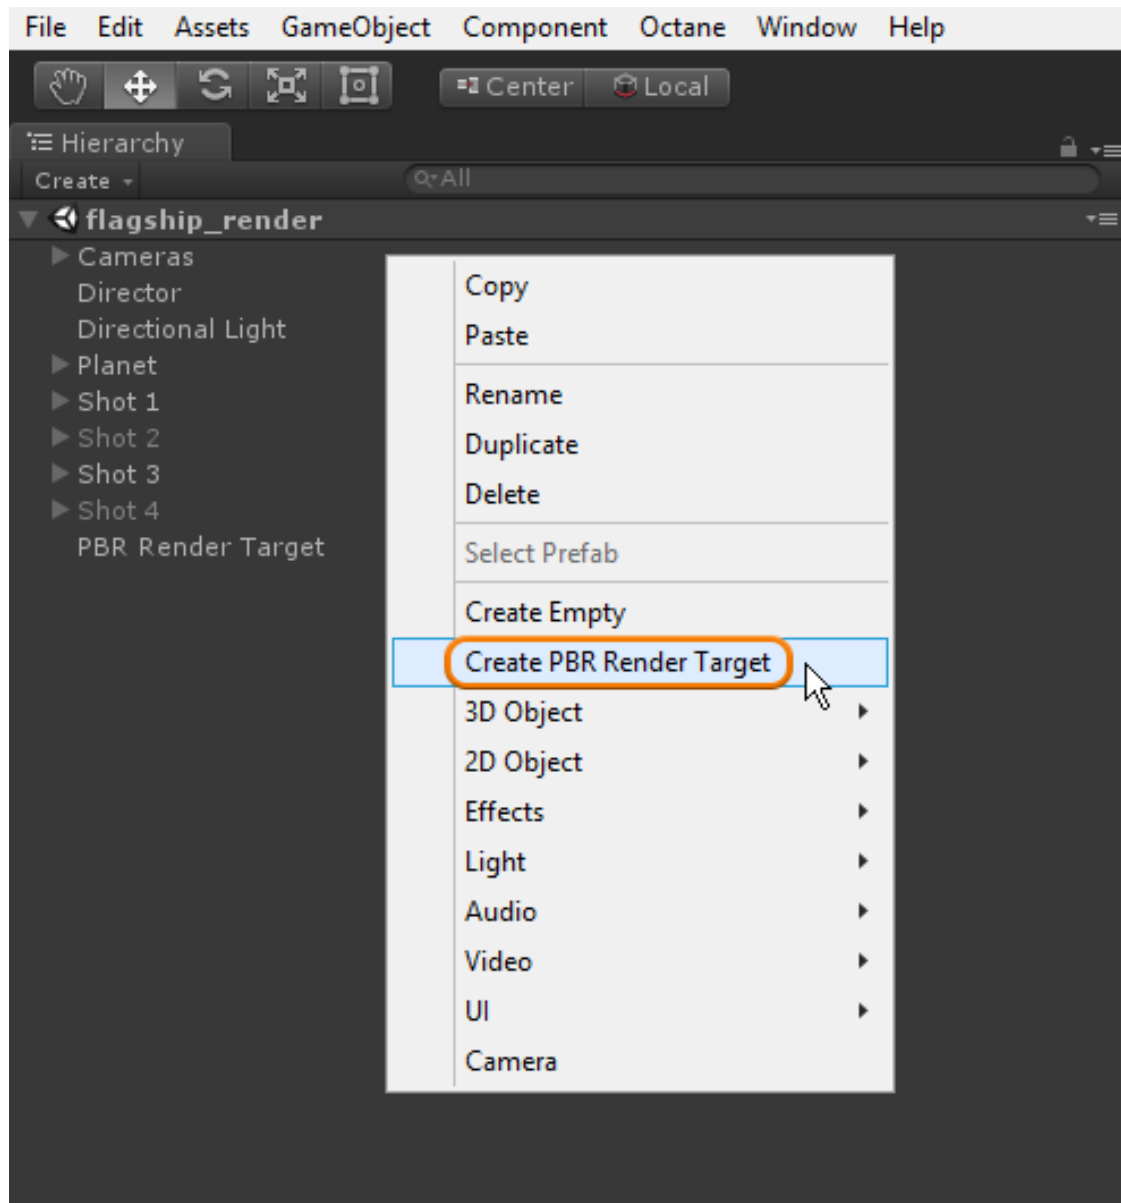 File Edit Assets GameObject Component Octane Window Help
Center Local
Hierarchy
Create All
flagship_render
Cameras
Director
Directional Light
Planet
Shot 1
Shot 2
Shot 3
Shot 4
PBR Render Target
Copy
Paste
Rename
Duplicate
Delete
Select Prefab
Create Empty
Create PBR Render Target
3D Object
2D Object
Effects
Light
Audio
Video
UI
Camera